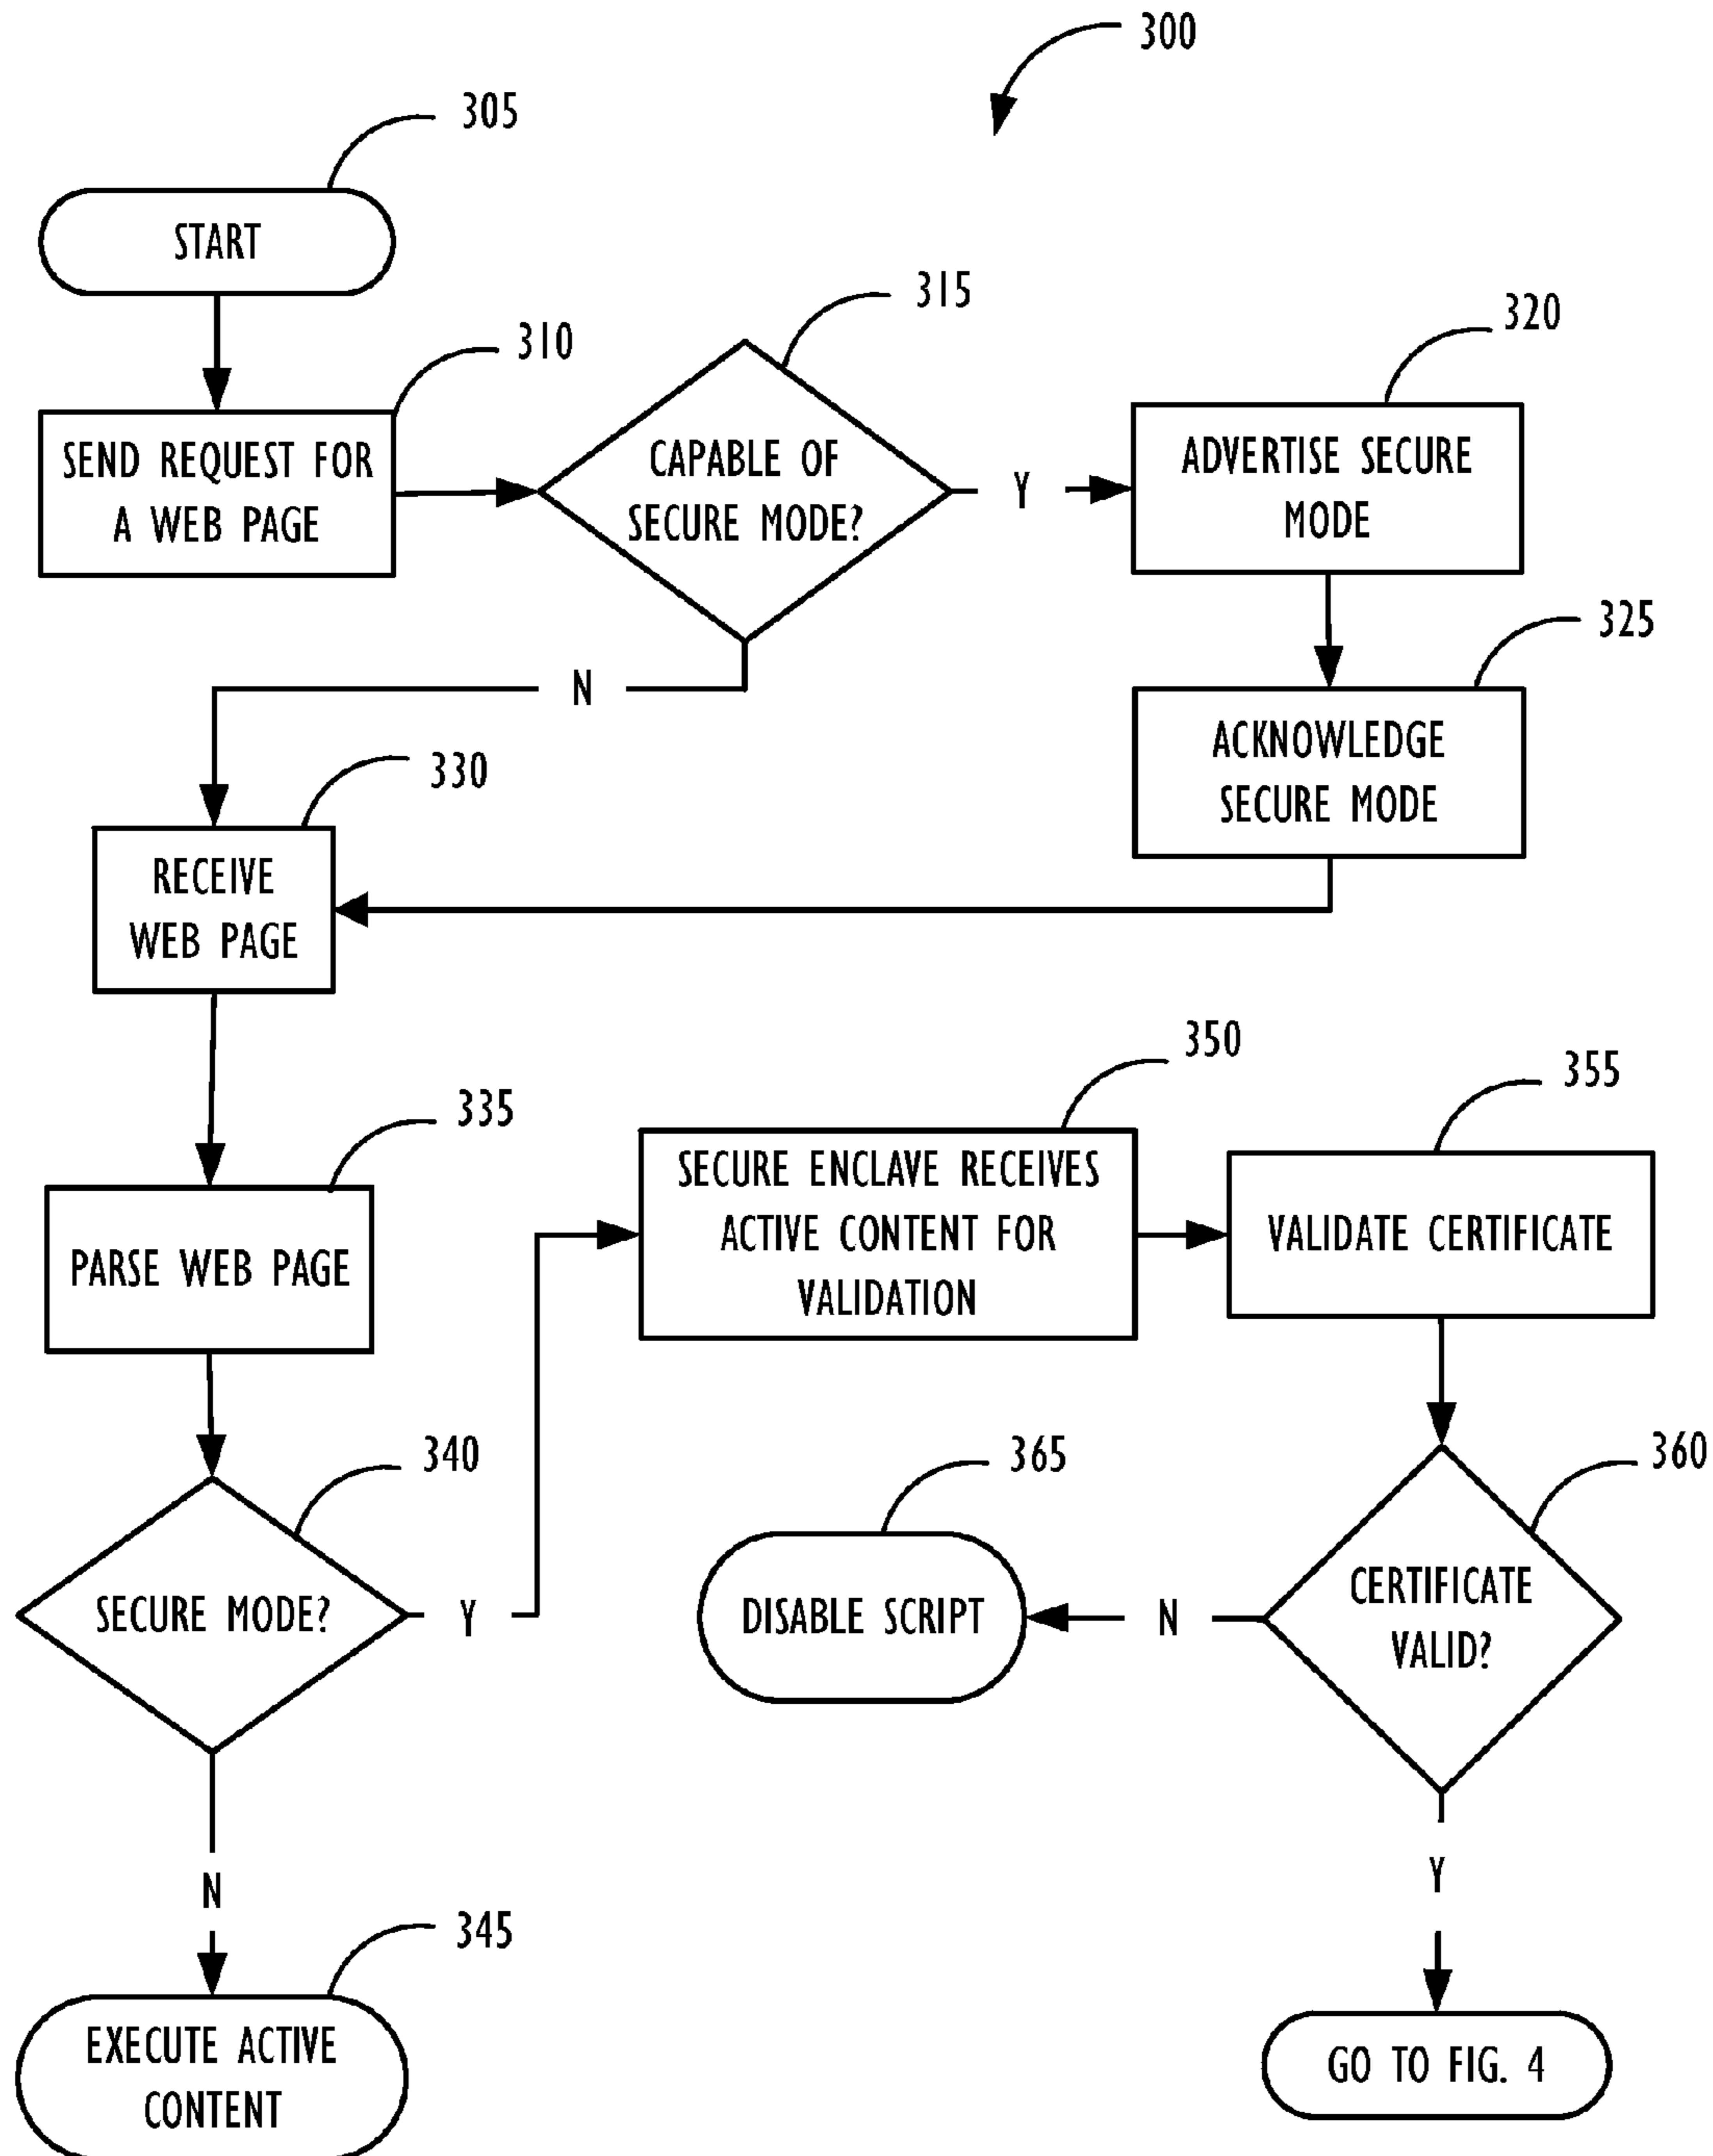 300
305
START
310
SEND REQUEST FOR
A WEB PAGE
315
CAPABLE OF
SECURE MODE?
Y
320
ADVERTISE SECURE
MODE
325
ACKNOWLEDGE
SECURE MODE
N
330
RECEIVE
WEB PAGE
335
PARSE WEB PAGE
340
SECURE MODE?
Y
350
SECURE ENCLAVE RECEIVES
ACTIVE CONTENT FOR
VALIDATION
355
VALIDATE CERTIFICATE
360
CERTIFICATE
VALID?
N
365
DISABLE SCRIPT
N
345
EXECUTE ACTIVE
CONTENT
Y
GO TO FIG. 4